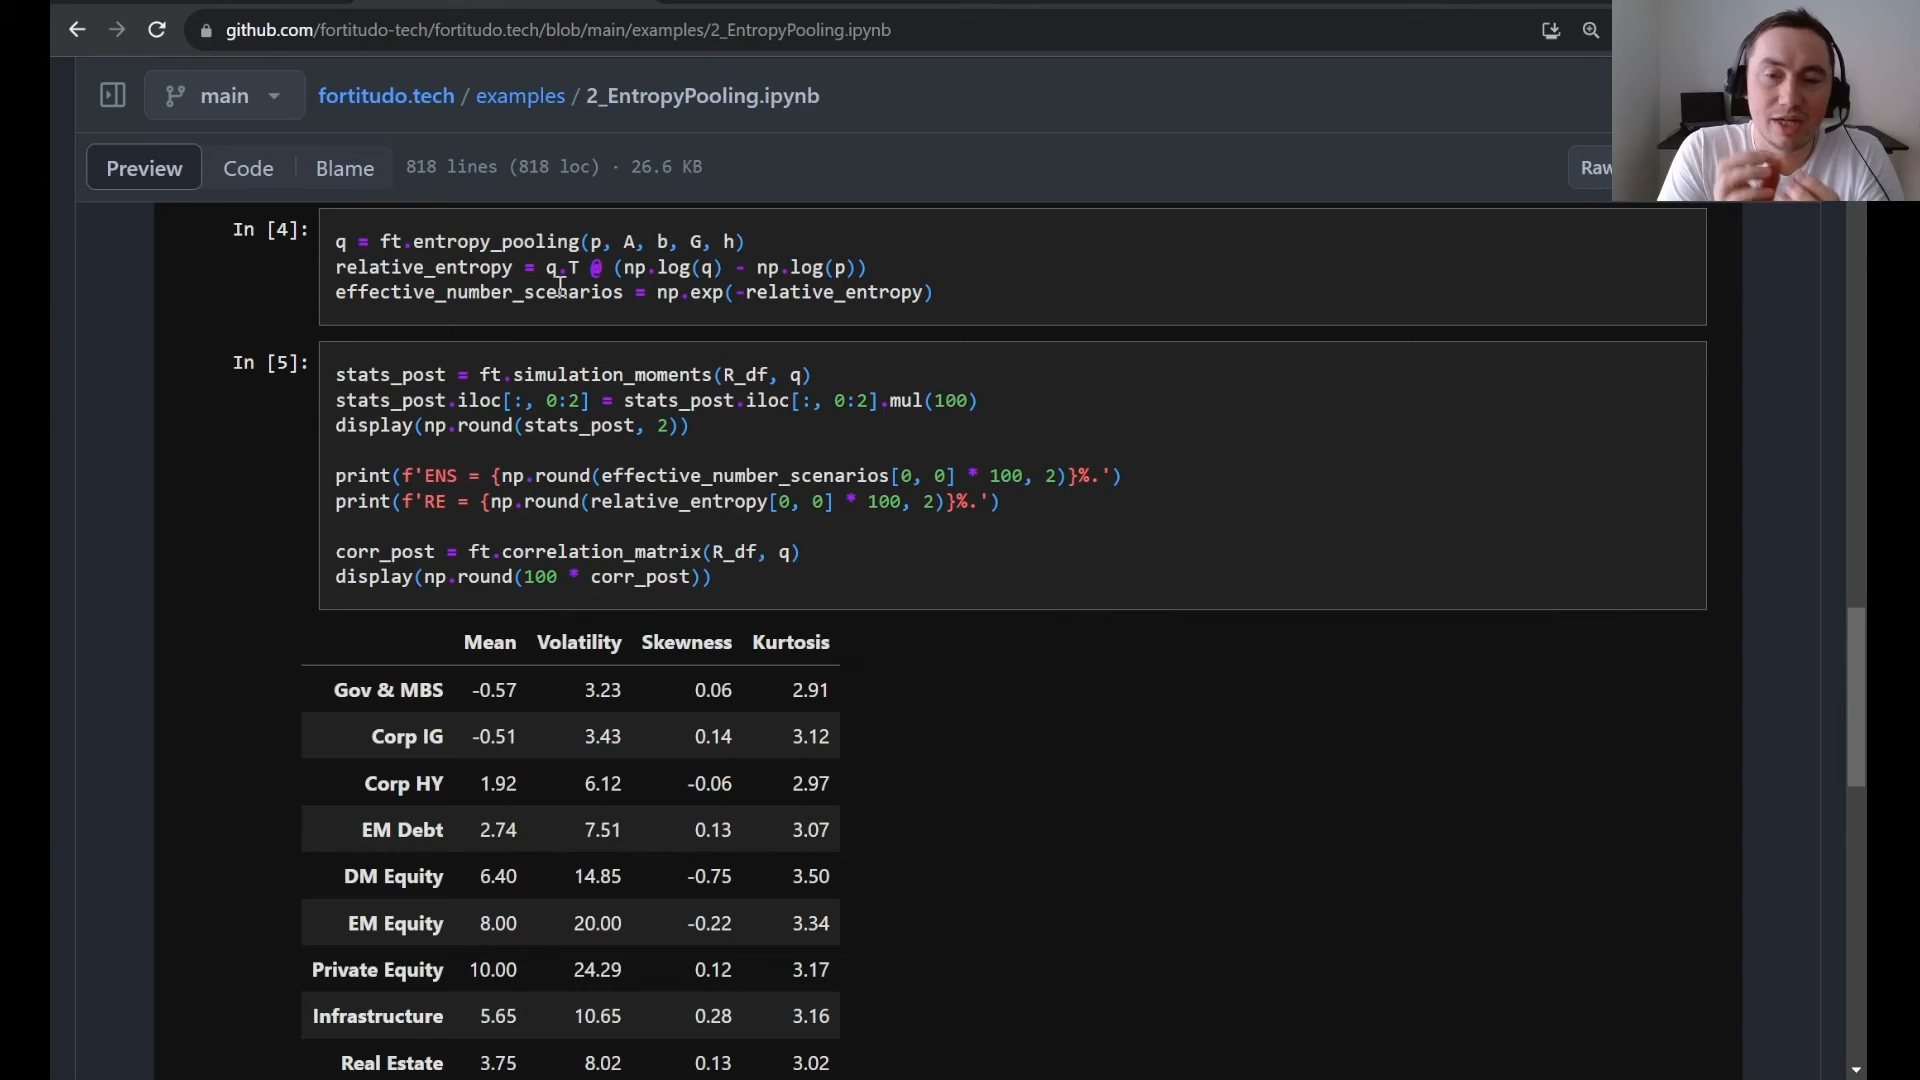 github.com/fortitudo-tech/fortitudo.tech/blob/main/examples/2_EntropyPooling.ipynb
main
fortitudo.tech / examples / 2_EntropyPooling.ipynb
Preview Code Blame 818 lines (818 loc) · 26.6 KB
Raw
In [4]:
q = ft.entropy_pooling(p, A, b, G, h)
relative_entropy = q.T @ (np.log(q) - np.log(p))
effective_number_scenarios = np.exp(-relative_entropy)
In [5]:
stats_post = ft.simulation_moments(R_df, q)
stats_post.iloc[:, 0:2] = stats_post.iloc[:, 0:2].mul(100)
display(np.round(stats_post, 2))
print(f'ENS = {np.round(effective_number_scenarios[0, 0] * 100, 2)}%.')
print(f'RE = {np.round(relative_entropy[0, 0] * 100, 2)}%.')
corr_post = ft.correlation_matrix(R_df, q)
display(np.round(100 * corr_post))
Mean Volatility Skewness Kurtosis
Gov & MBS -0.57 3.23 0.06 2.91
Corp IG -0.51 3.43 0.14 3.12
Corp HY 1.92 6.12 -0.06 2.97
EM Debt 2.74 7.51 0.13 3.07
DM Equity 6.40 14.85 -0.75 3.50
EM Equity 8.00 20.00 -0.22 3.34
Private Equity 10.00 24.29 0.12 3.17
Infrastructure 5.65 10.65 0.28 3.16
Real Estate 3.75 8.02 0.13 3.02